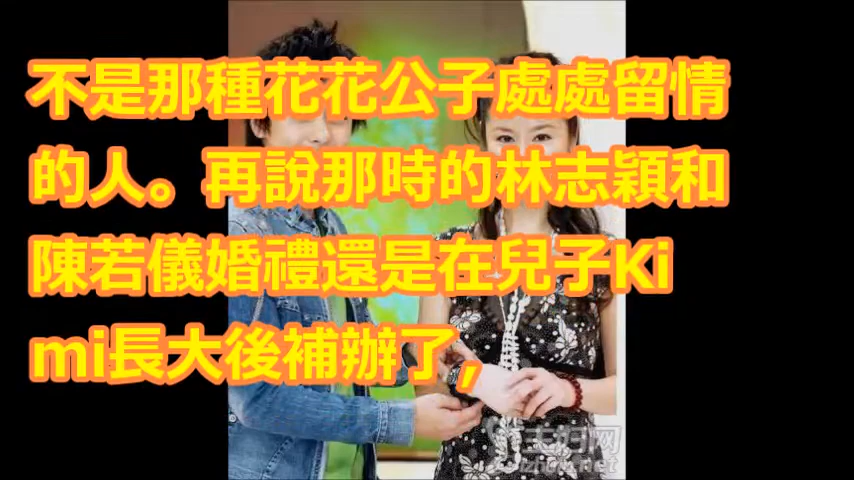 不是那種花花公子處處留情
的人。再說那時的林志穎和
陳若儀婚禮還是在兒子Ki
mi長大後補辦了,